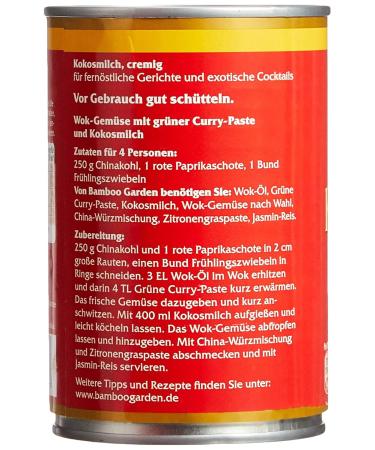 Kokosmilch, cremig
für fernöstliche Gerichte und exotische Cocktails
Vor Gebrauch gut schütteln.
Wok-Gemüse mit grüner Curry-Paste
und Kokosmilch
Zutaten für 4 Personen:
250 g Chinakohl, 1 rote Paprikaschote, 1 Bund
Frühlingszwiebeln
Von Bamboo Garden benötigen Sie: Wok-Öl, Grüne
Curry-Paste, Kokosmilch, Wok-Gemüse nach Wahl,
China-Würzmischung, Zitronengraspaste, Jasmin-Reis.
Zubereitung:
250 g Chinakohl und 1 rote Paprikaschote in 2 cm
große Rauten, einen Bund Frühlingszwiebeln in
Ringe schneiden. 3 EL Wok-Öl im Wok erhitzen
und darin 4 TL Grüne Curry-Paste kurz erwärmen.
Das frische Gemüse dazugeben und kurz an-
schwitzen. Mit 400 ml Kokosmilch aufgießen und
leicht köcheln lassen. Das Wok-Gemüse abtropfen
lassen und hinzugeben. Mit China-Würzmischung
und Zitronengraspaste abschmecken und mit
Jasmin-Reis servieren.
Weitere Tipps und Rezepte finden Sie unter:
www.bamboogarden.de